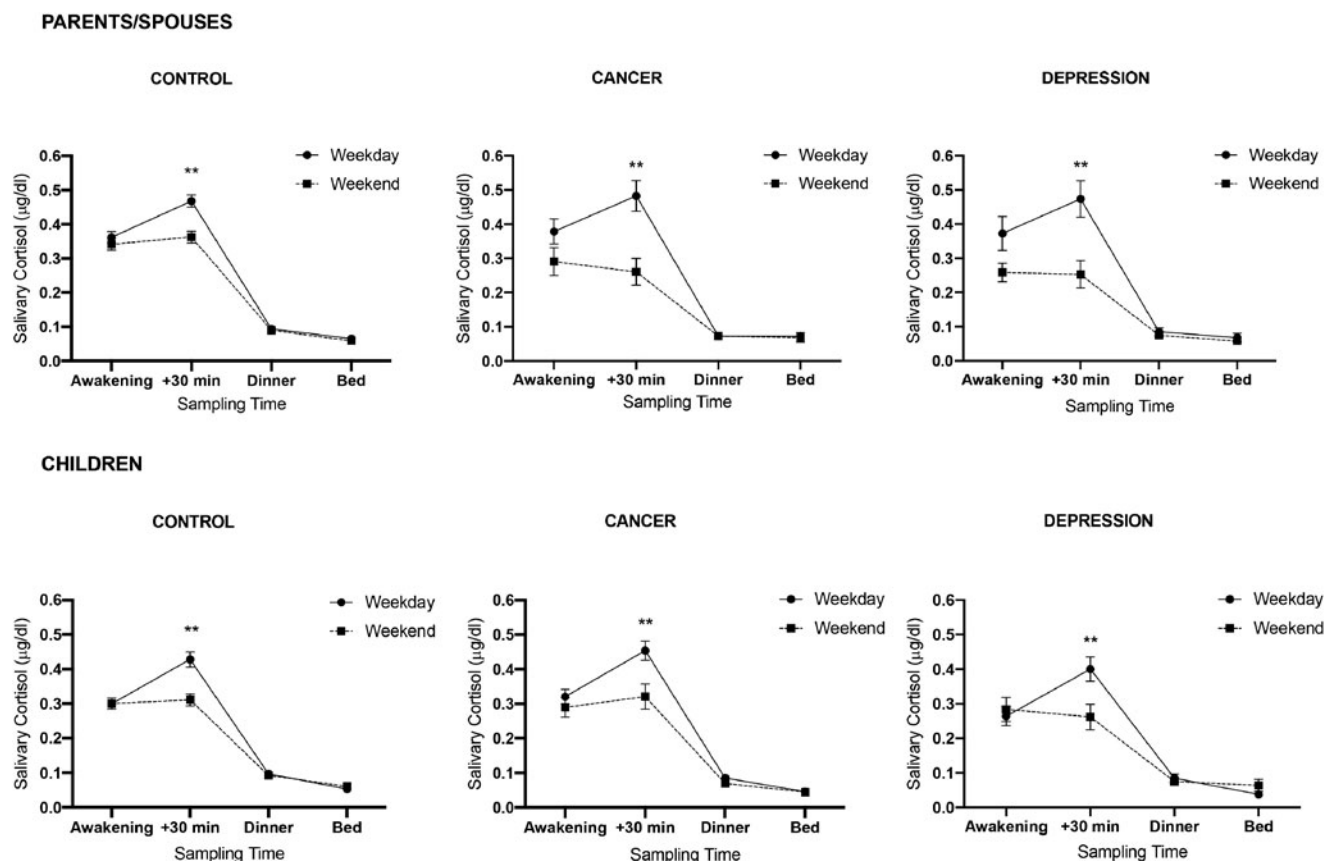 PARENTS/SPOUSES
CONTROL
**
Weekday
Weekend
Salivary Cortisol (µg/dl)
0.6
0.5
0.4
0.3
0.2
0.1
0.0
Awakening +30 min Dinner Bed
Sampling Time
CANCER
**
Weekday
Weekend
Salivary Cortisol (µg/dl)
0.6
0.5
0.4
0.3
0.2
0.1
0.0
Awakening +30 min Dinner Bed
Sampling Time
DEPRESSION
**
Weekday
Weekend
Salivary Cortisol (µg/dl)
0.6
0.5
0.4
0.3
0.2
0.1
0.0
Awakening +30 min Dinner Bed
Sampling Time
CHILDREN
CONTROL
**
Weekday
Weekend
Salivary Cortisol (µg/dl)
0.6
0.5
0.4
0.3
0.2
0.1
0.0
Awakening +30 min Dinner Bed
Sampling Time
CANCER
**
Weekday
Weekend
Salivary Cortisol (µg/dl)
0.6
0.5
0.4
0.3
0.2
0.1
0.0
Awakening +30 min Dinner Bed
Sampling Time
DEPRESSION
**
Weekday
Weekend
Salivary Cortisol (µg/dl)
0.6
0.5
0.4
0.3
0.2
0.1
0.0
Awakening +30 min Dinner Bed
Sampling Time